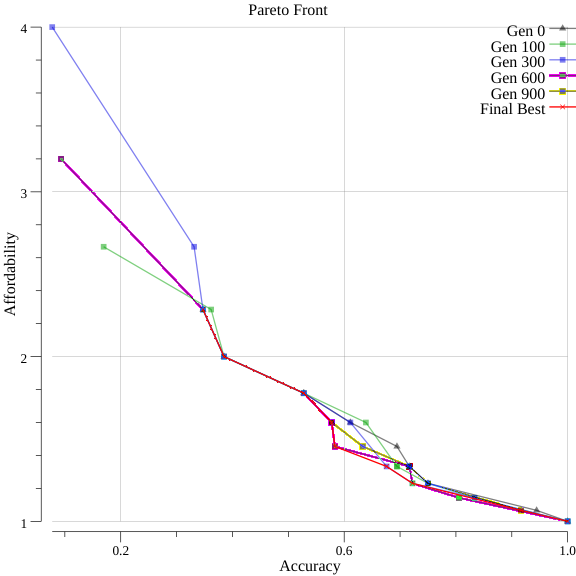 Pareto Front
Gen 0
Gen 100
Gen 300
Gen 600
Gen 900
Final Best
4
3
2
1
Affordability
0.2
0.6
1.0
Accuracy